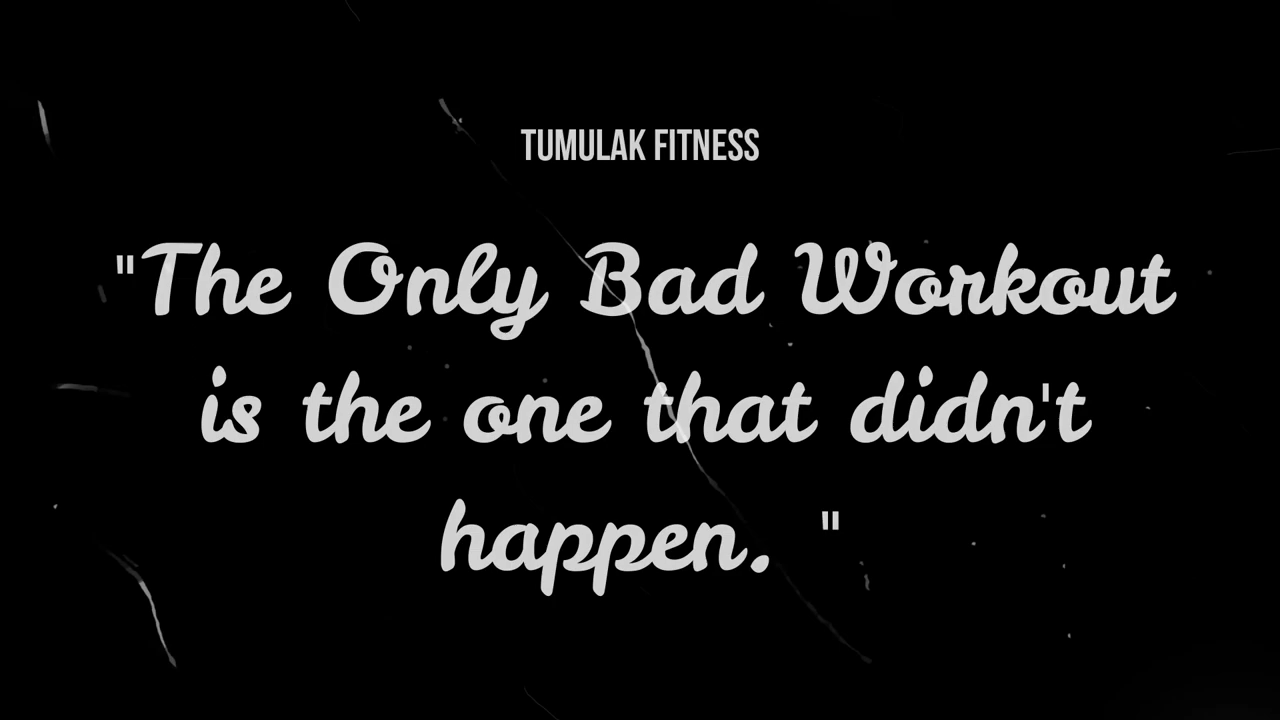 TUMULAK FITNESS
"The Only Bad Workout
is the one that didn't
happen. "